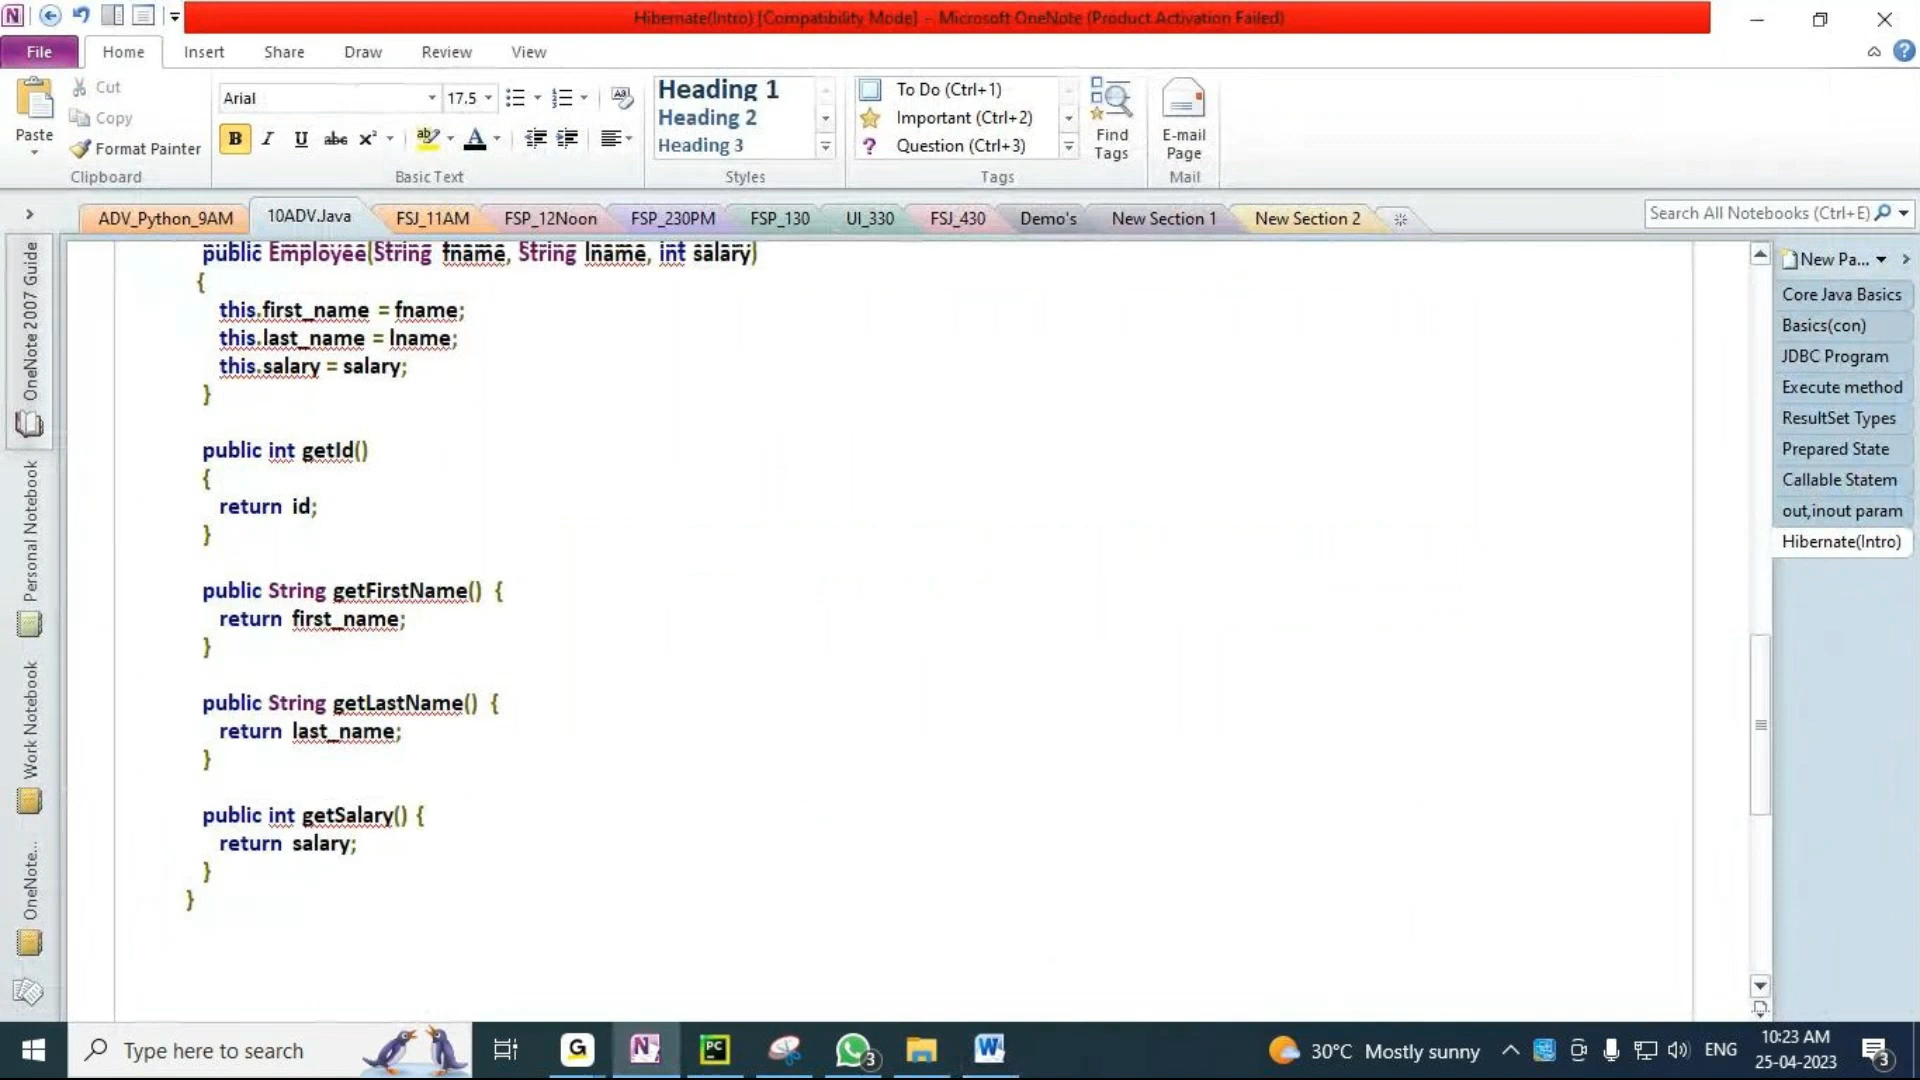 Hibernate(Intro) [Compatibility Mode] - Microsoft OneNote (Product Activation Failed)
File Home Insert Share Draw Review View
Paste
Cut
Copy
Format Painter
Clipboard
Arial 17.5
B I U abc x²
Basic Text
Heading 1
Heading 2
Heading 3
Styles
To Do (Ctrl+1)
Important (Ctrl+2)
Question (Ctrl+3)
Tags
Find
Tags
E-mail
Page
Mail
ADV_Python_9AM 10ADV.Java FSJ_11AM FSP_12Noon FSP_230PM FSP_130 UI_330 FSJ_430 Demo's New Section 1 New Section 2
Search All Notebooks (Ctrl+E)
OneNote 2007 Guide
Personal Notebook
Work Notebook
OneNote...
public Employee(String fname, String lname, int salary)
{
this.first_name = fname;
this.last_name = lname;
this.salary = salary;
}
public int getId()
{
return id;
}
public String getFirstName() {
return first_name;
}
public String getLastName() {
return last_name;
}
public int getSalary() {
return salary;
}
}
New Pa...
Core Java Basics
Basics(con)
JDBC Program
Execute method
ResultSet Types
Prepared State
Callable Statem
out,inout param
Hibernate(Intro)
Type here to search
G
N
PC
3
W
30°C Mostly sunny
ENG
10:23 AM
25-04-2023
3